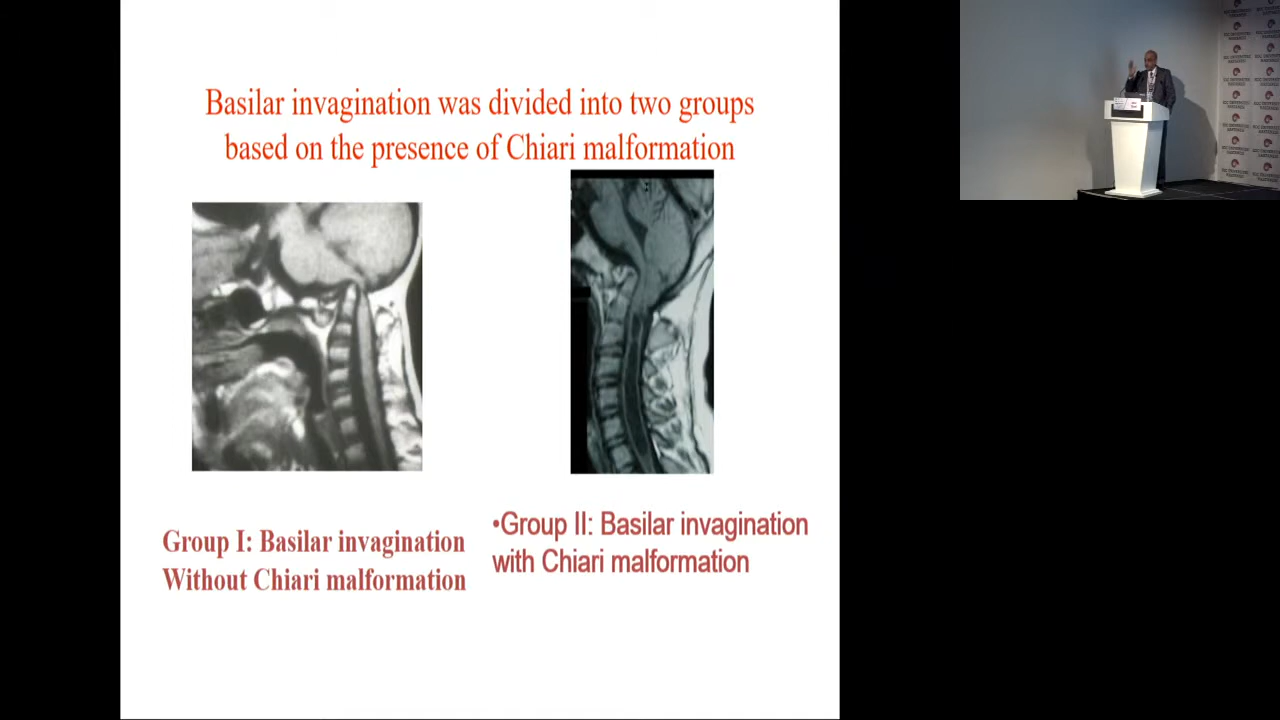 Basilar invagination was divided into two groups
based on the presence of Chiari malformation
Group I: Basilar invagination
Without Chiari malformation
•Group II: Basilar invagination
with Chiari malformation